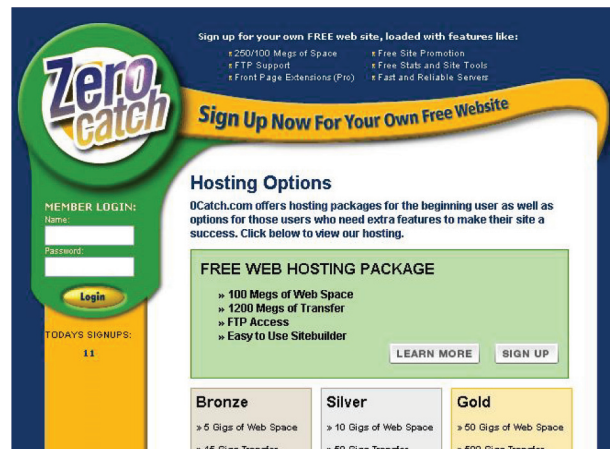 Sign up for your own FREE web site, loaded with features like:
250/100 Megs of Space
FTP Support
Front Page Extensions (Pro)
Free Site Promotion
Free Stats and Site Tools
Fast and Reliable Servers
Zero
Catch
Sign Up Now For Your Own Free Website
MEMBER LOGIN:
Name:
Password:
Login
TODAYS SIGNUPS:
11
Hosting Options
0Catch.com offers hosting packages for the beginning user as well as
options for those users who need extra features to make their site a
success. Click below to view our hosting.
FREE WEB HOSTING PACKAGE
» 100 Megs of Web Space
» 1200 Megs of Transfer
» FTP Access
» Easy to Use Sitebuilder
LEARN MORE
SIGN UP
Bronze
» 5 Gigs of Web Space
Silver
» 10 Gigs of Web Space
Gold
» 50 Gigs of Web Space